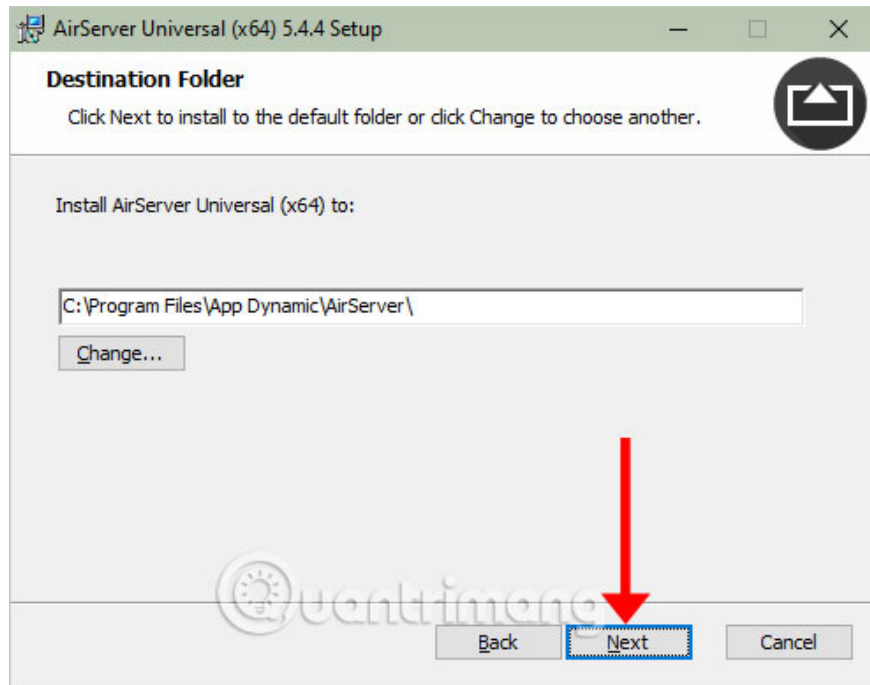 AirServer Universal (x64) 5.4.4 Setup
Destination Folder
Click Next to install to the default folder or click Change to choose another.
Install AirServer Universal (x64) to:
C:\Program Files\App Dynamic\AirServer\
Change...
Quantrimang
Back Next Cancel